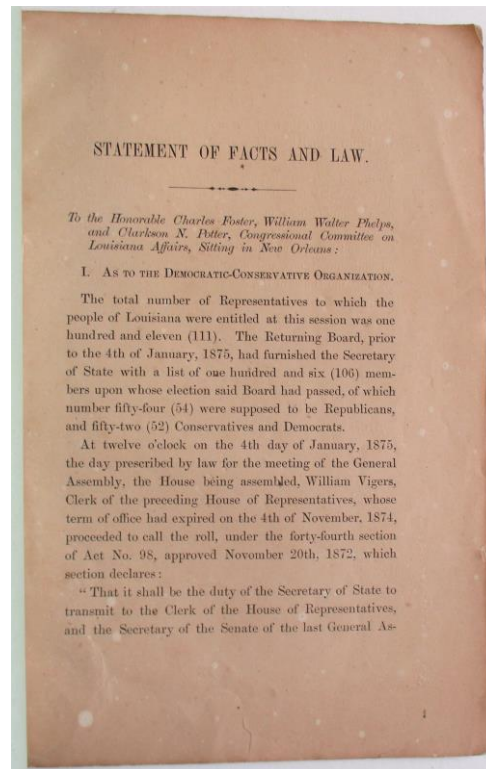 STATEMENT OF FACTS AND LAW.
To the Honorable Charles Foster, William Walter Phelps,
and Clarkson N. Potter, Congressional Committee on
Louisiana Affairs, Sitting in New Orleans:
I. As to the Democratic-Conservative Organization.
The total number of Representatives to which the
people of Louisiana were entitled at this session was one
hundred and eleven (111). The Returning Board, prior
to the 4th of January, 1875, had furnished the Secretary
of State with a list of one hundred and six (106) mem-
bers upon whose election said Board had passed, of which
number fifty-four (54) were supposed to be Republicans,
and fifty-two (52) Conservatives and Democrats.
At twelve o'clock on the 4th day of January, 1875,
the day prescribed by law for the meeting of the General
Assembly, the House being assembled, William Vigers,
Clerk of the preceding House of Representatives, whose
term of office had expired on the 4th of November, 1874,
proceeded to call the roll, under the forty-fourth section
of Act No. 98, approved November 20th, 1872, which
section declares:
“ That it shall be the duty of the Secretary of State to
transmit to the Clerk of the House of Representatives,
and the Secretary of the Senate of the last General As-
1